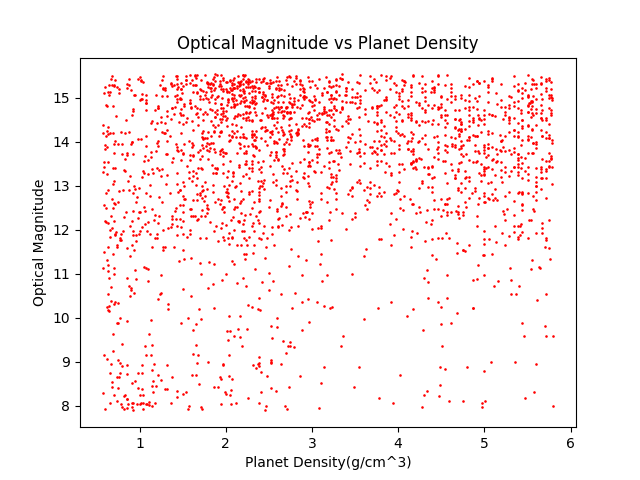 Optical Magnitude vs Planet Density
Optical Magnitude
15
14
13
12
11
10
9
8
1 2 3 4 5 6
Planet Density(g/cm^3)